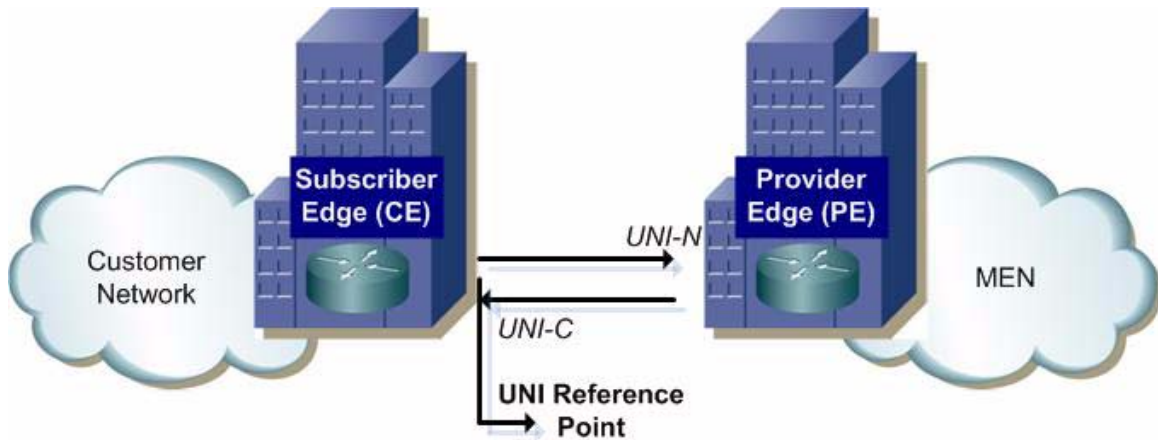 Subscriber
Edge (CE)
Provider
Edge (PE)
UNI-N
Customer
Network
MEN
UNI-C
UNI Reference
Point